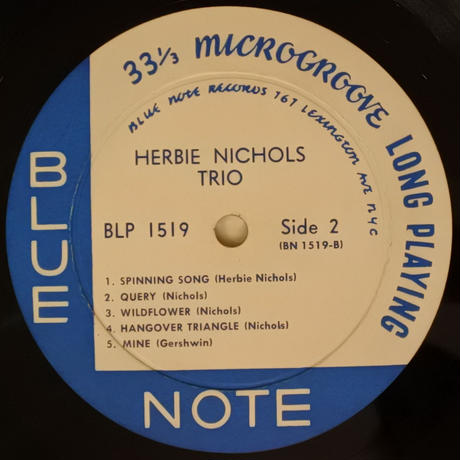 33⅓ MICROGROOVE LONG PLAYING
BLUE NOTE RECORDS 767 LEXINGTON AVE NYC
HERBIE NICHOLS
TRIO
BLP 1519
Side 2
(BN 1519-B)
1. SPINNING SONG (Herbie Nichols)
2. QUERY (Nichols)
3. WILDFLOWER (Nichols)
4. HANGOVER TRIANGLE (Nichols)
5. MINE (Gershwin)
BLUE
NOTE